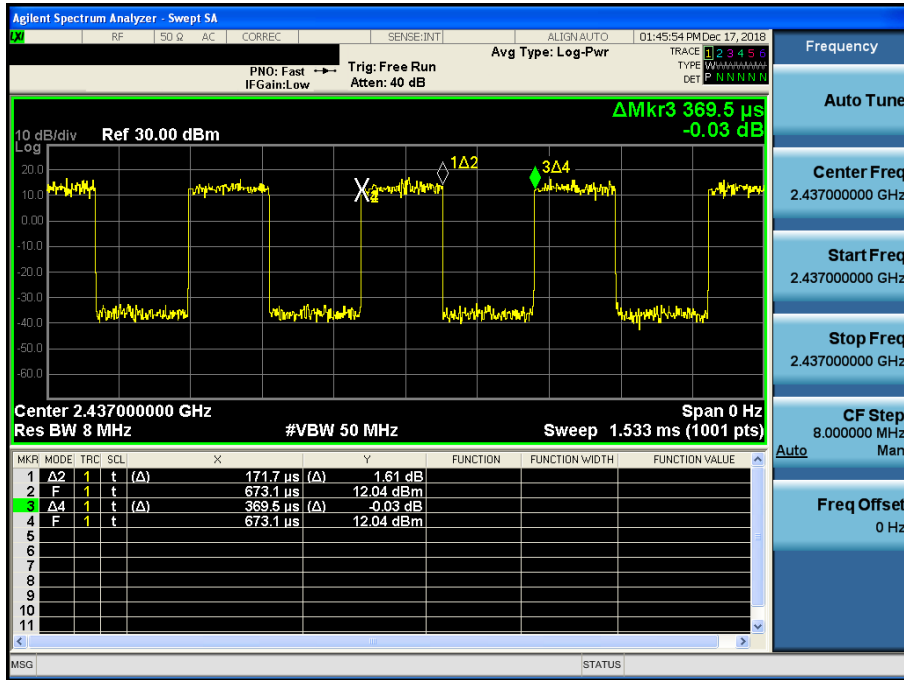 Agilent Spectrum Analyzer - Swept SA
LXI RF 50 Ω AC CORREC SENSE:INT ALIGN AUTO 01:45:54 PM Dec 17, 2018
PNO: Fast
IFGain:Low
Trig: Free Run
Atten: 40 dB
Avg Type: Log-Pwr
TRACE 1 2 3 4 5 6
TYPE W
DET P N N N N N
ΔMkr3 369.5 µs
-0.03 dB
10 dB/div Ref 30.00 dBm
Log
20.0
10.0
0.00
-10.0
-20.0
-30.0
-40.0
-50.0
-60.0
1Δ2
3Δ4
Center 2.437000000 GHz Span 0 Hz
Res BW 8 MHz #VBW 50 MHz Sweep 1.533 ms (1001 pts)
MKR MODE TRC SCL X Y FUNCTION FUNCTION WIDTH FUNCTION VALUE
1 Δ2 1 t (Δ) 171.7 µs (Δ) 1.61 dB
2 F 1 t 673.1 µs 12.04 dBm
3 Δ4 1 t (Δ) 369.5 µs (Δ) -0.03 dB
4 F 1 t 673.1 µs 12.04 dBm
5
6
7
8
9
10
11
MSG STATUS
Frequency
Auto Tune
Center Freq
2.437000000 GHz
Start Freq
2.437000000 GHz
Stop Freq
2.437000000 GHz
CF Step
8.000000 MHz
Auto Man
Freq Offset
0 Hz